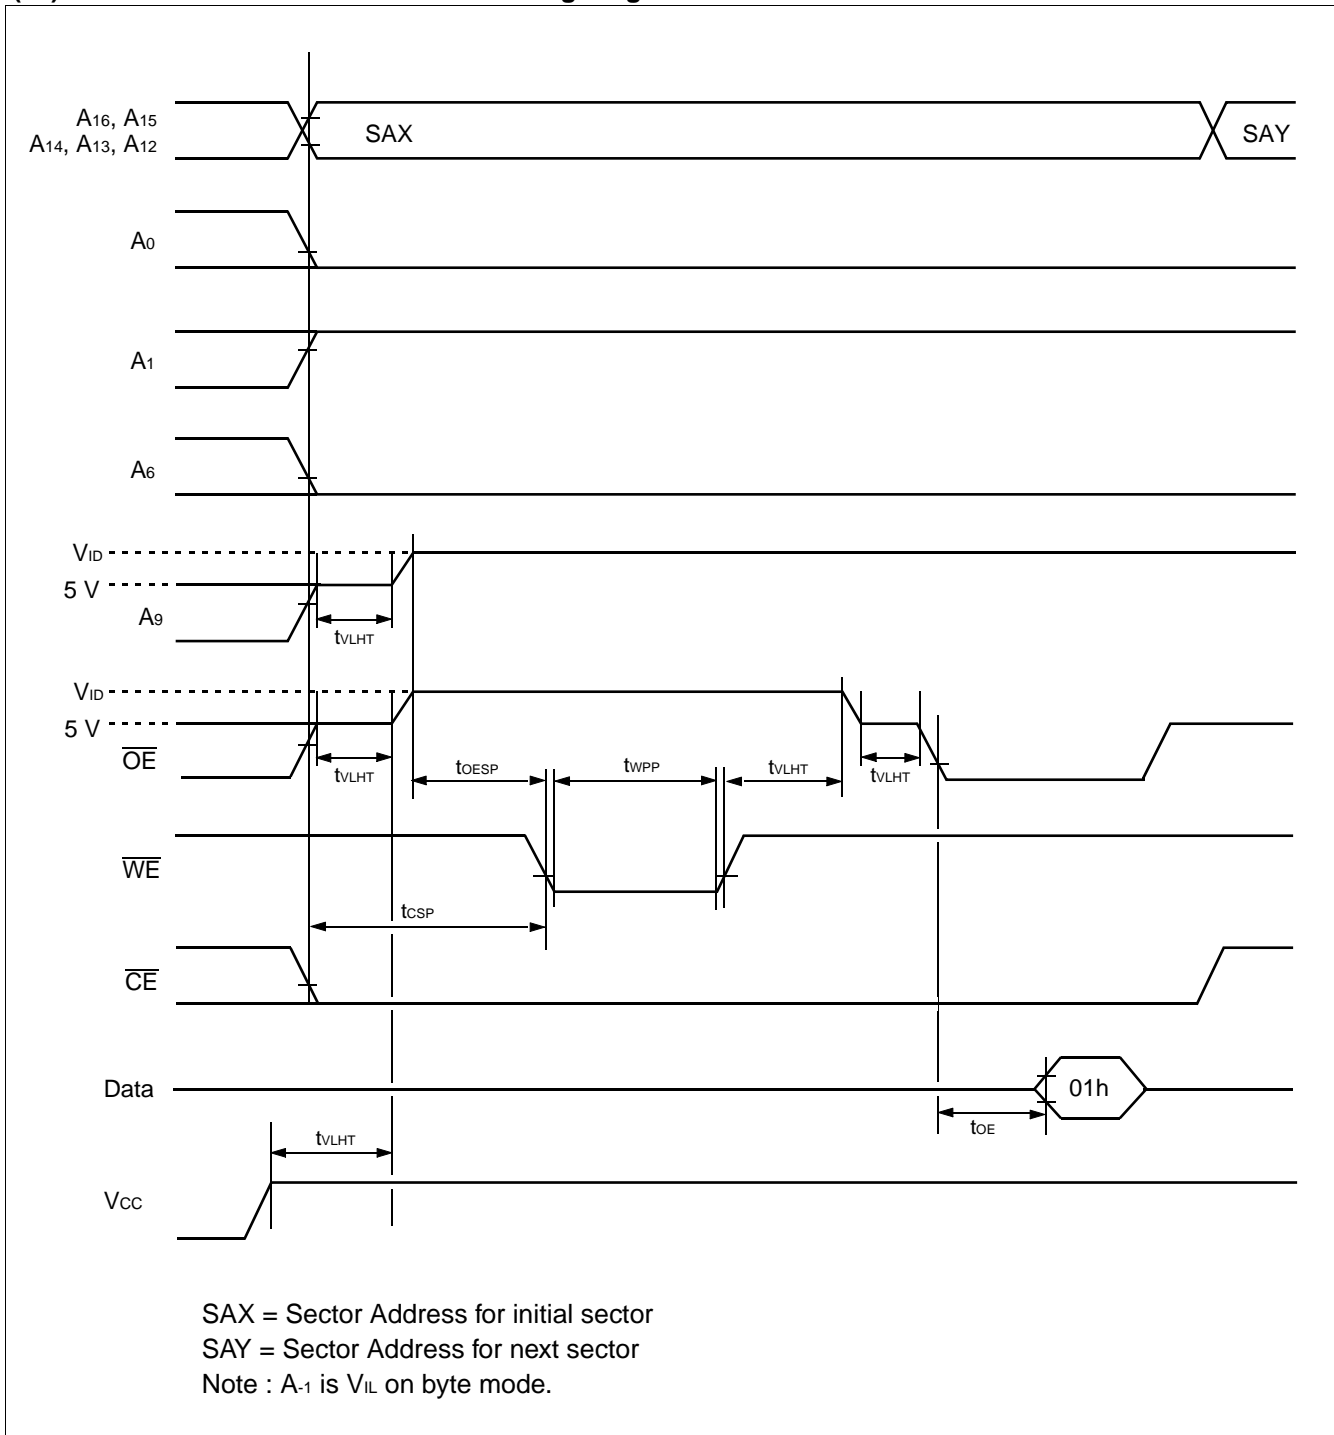 A16, A15
A14, A13, A12
SAX
SAY
A0
A1
A6
VID
5 V
A9
tVLHT
VID
5 V
OE
tVLHT
tOESP
tWPP
tVLHT
tVLHT
WE
tCSP
CE
Data
01h
tOE
tVLHT
VCC
SAX = Sector Address for initial sector
SAY = Sector Address for next sector
Note : A-1 is VIL on byte mode.